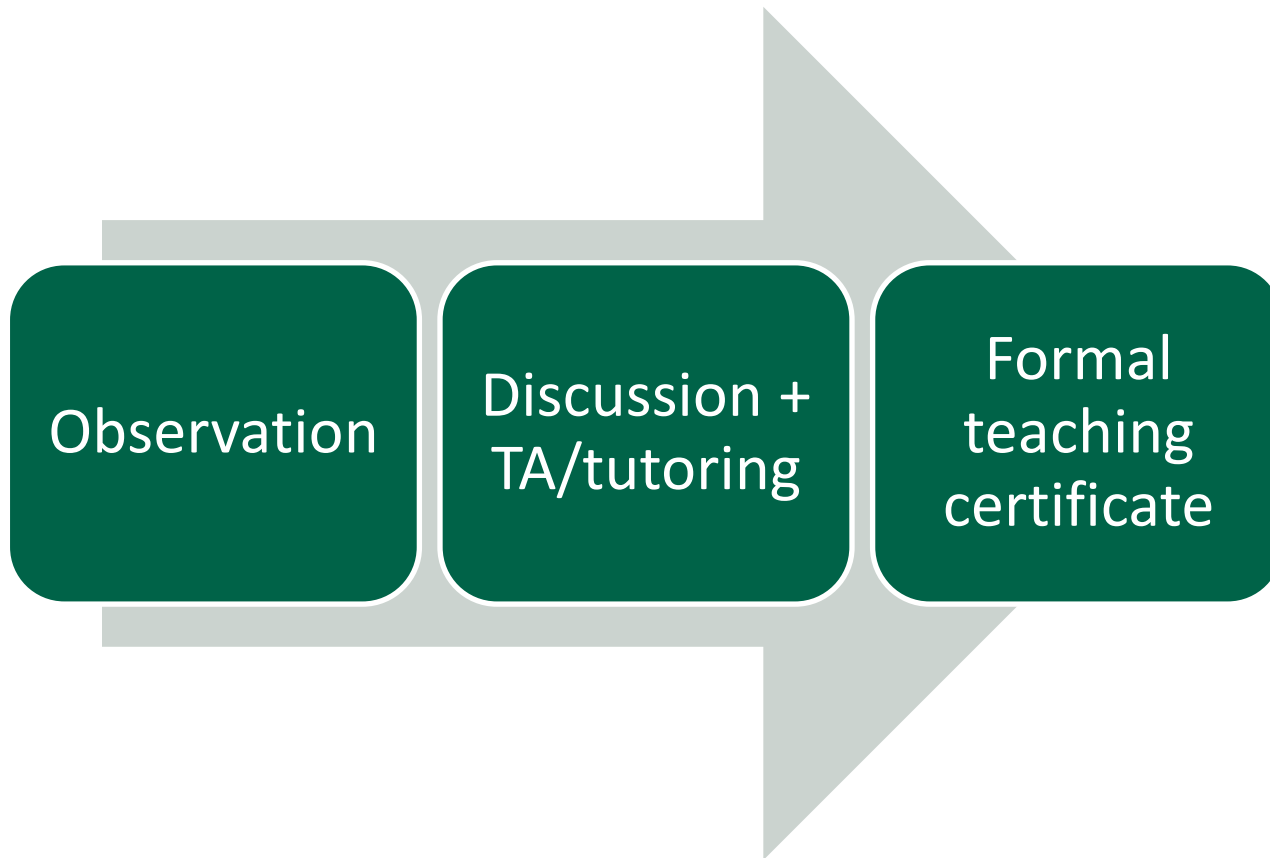 Observation
Discussion +
TA/tutoring
Formal
teaching
certificate